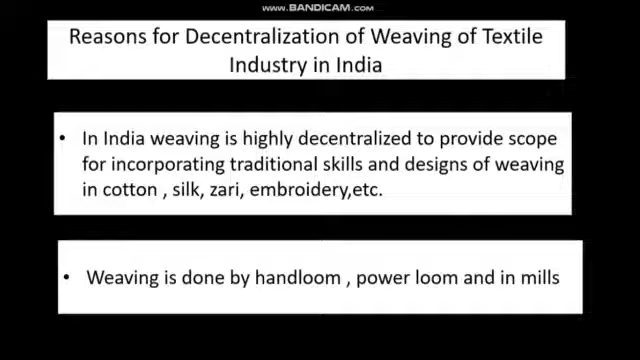 www.BANDICAM.com
Reasons for Decentralization of Weaving of Textile
Industry in India
• In India weaving is highly decentralized to provide scope
for incorporating traditional skills and designs of weaving
in cotton , silk, zari, embroidery,etc.
• Weaving is done by handloom , power loom and in mills